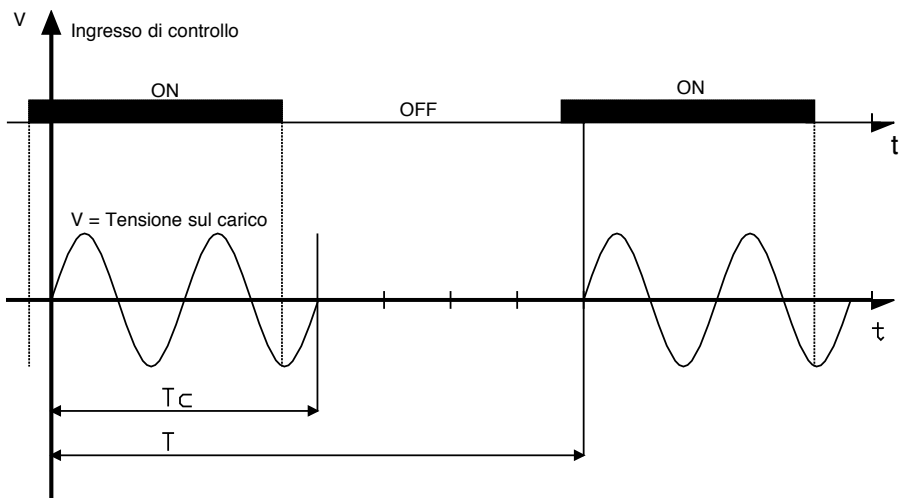 V
Ingresso di controllo
ON
OFF
ON
t
V = Tensione sul carico
t
Tc
T